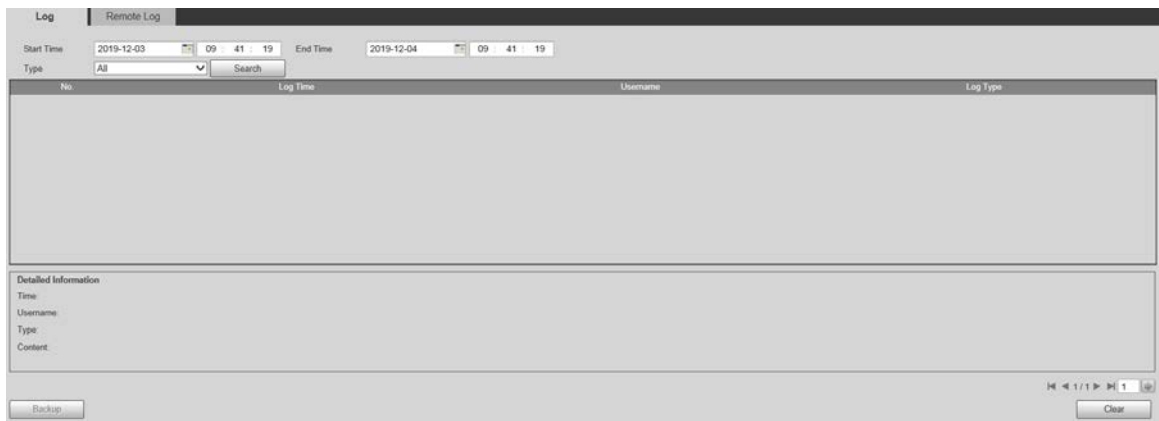 Log Remote Log
Start Time 2019-12-03 09 : 41 : 19 End Time 2019-12-04 09 : 41 : 19
Type All Search
No. Log Time Username Log Type
Detailed Information
Time:
Username:
Type:
Content:
1 / 1 1
Backup Clear